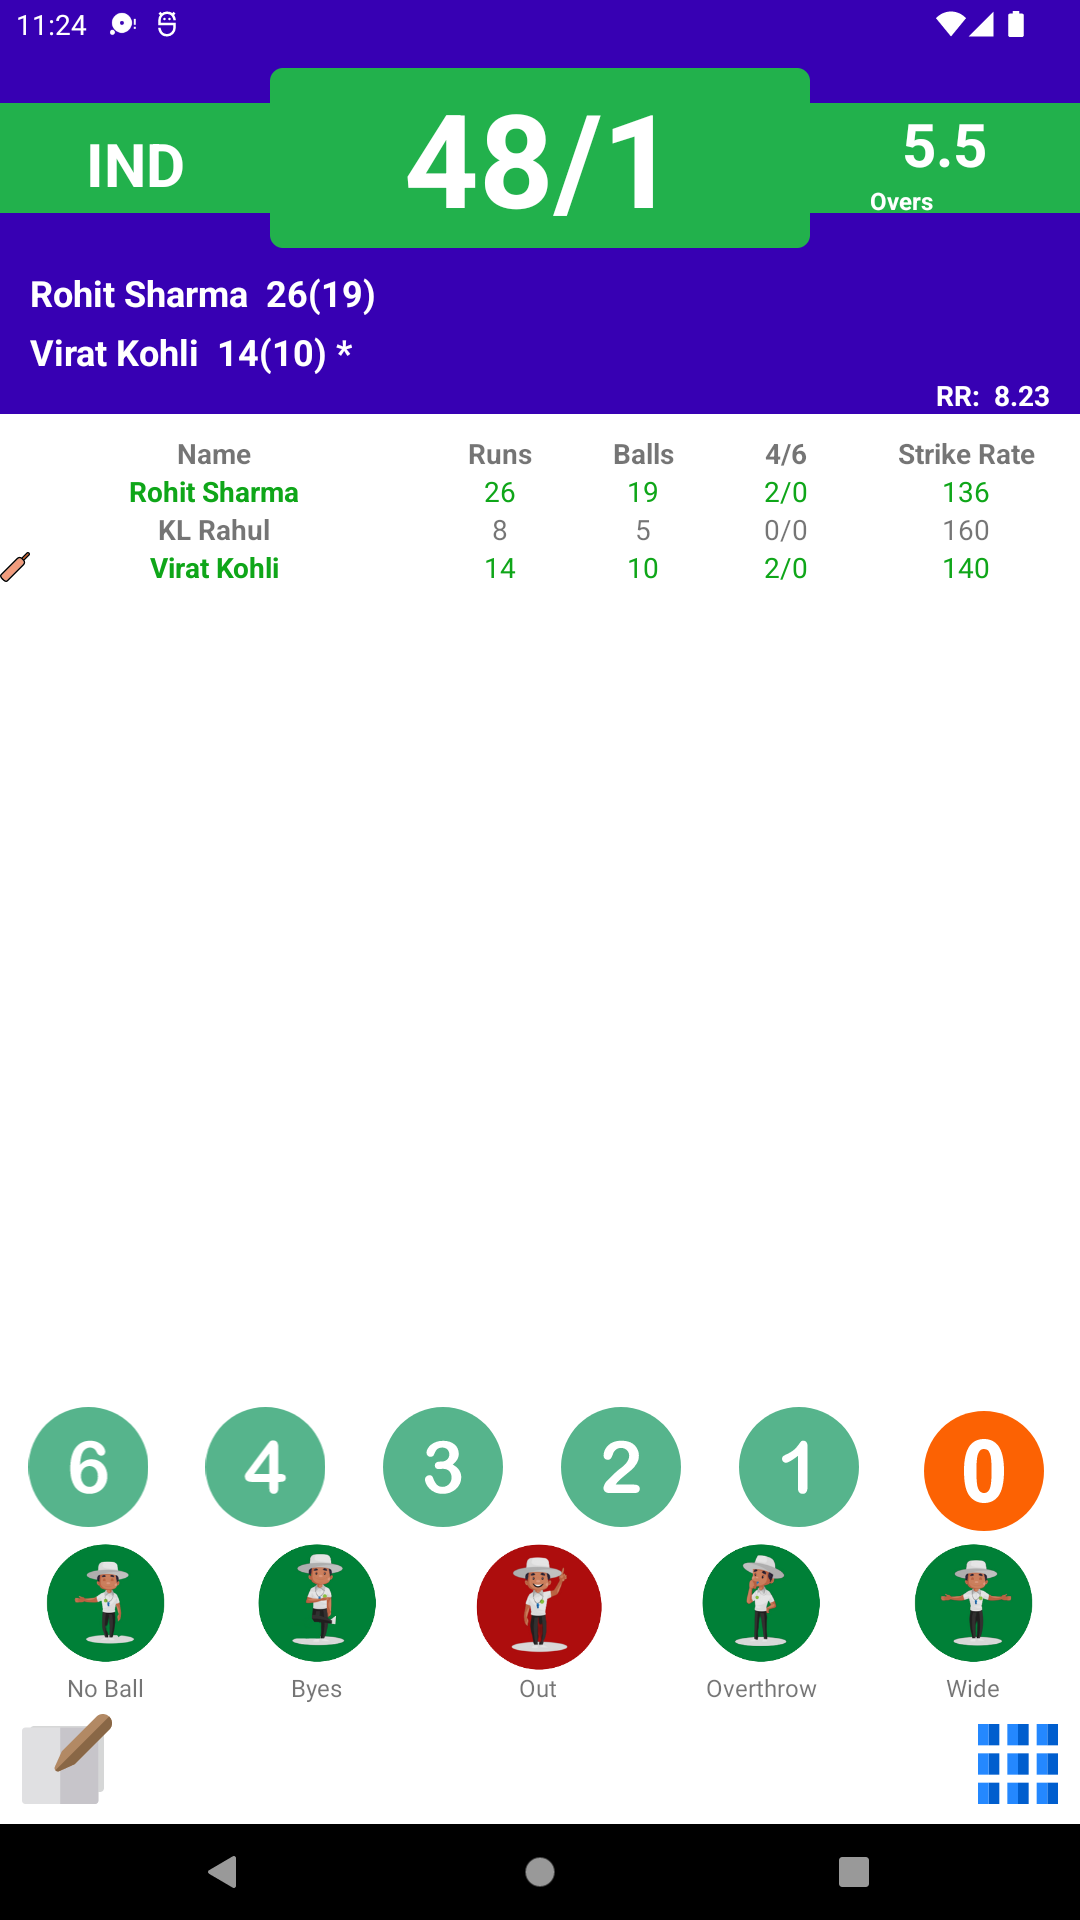 11:24
IND 48/1 5.5
Overs
Rohit Sharma 26(19)
Virat Kohli 14(10) *
RR: 8.23
Name Runs Balls 4/6 Strike Rate
Rohit Sharma 26 19 2/0 136
KL Rahul 8 5 0/0 160
Virat Kohli 14 10 2/0 140
6 4 3 2 1 0
No Ball Byes Out Overthrow Wide